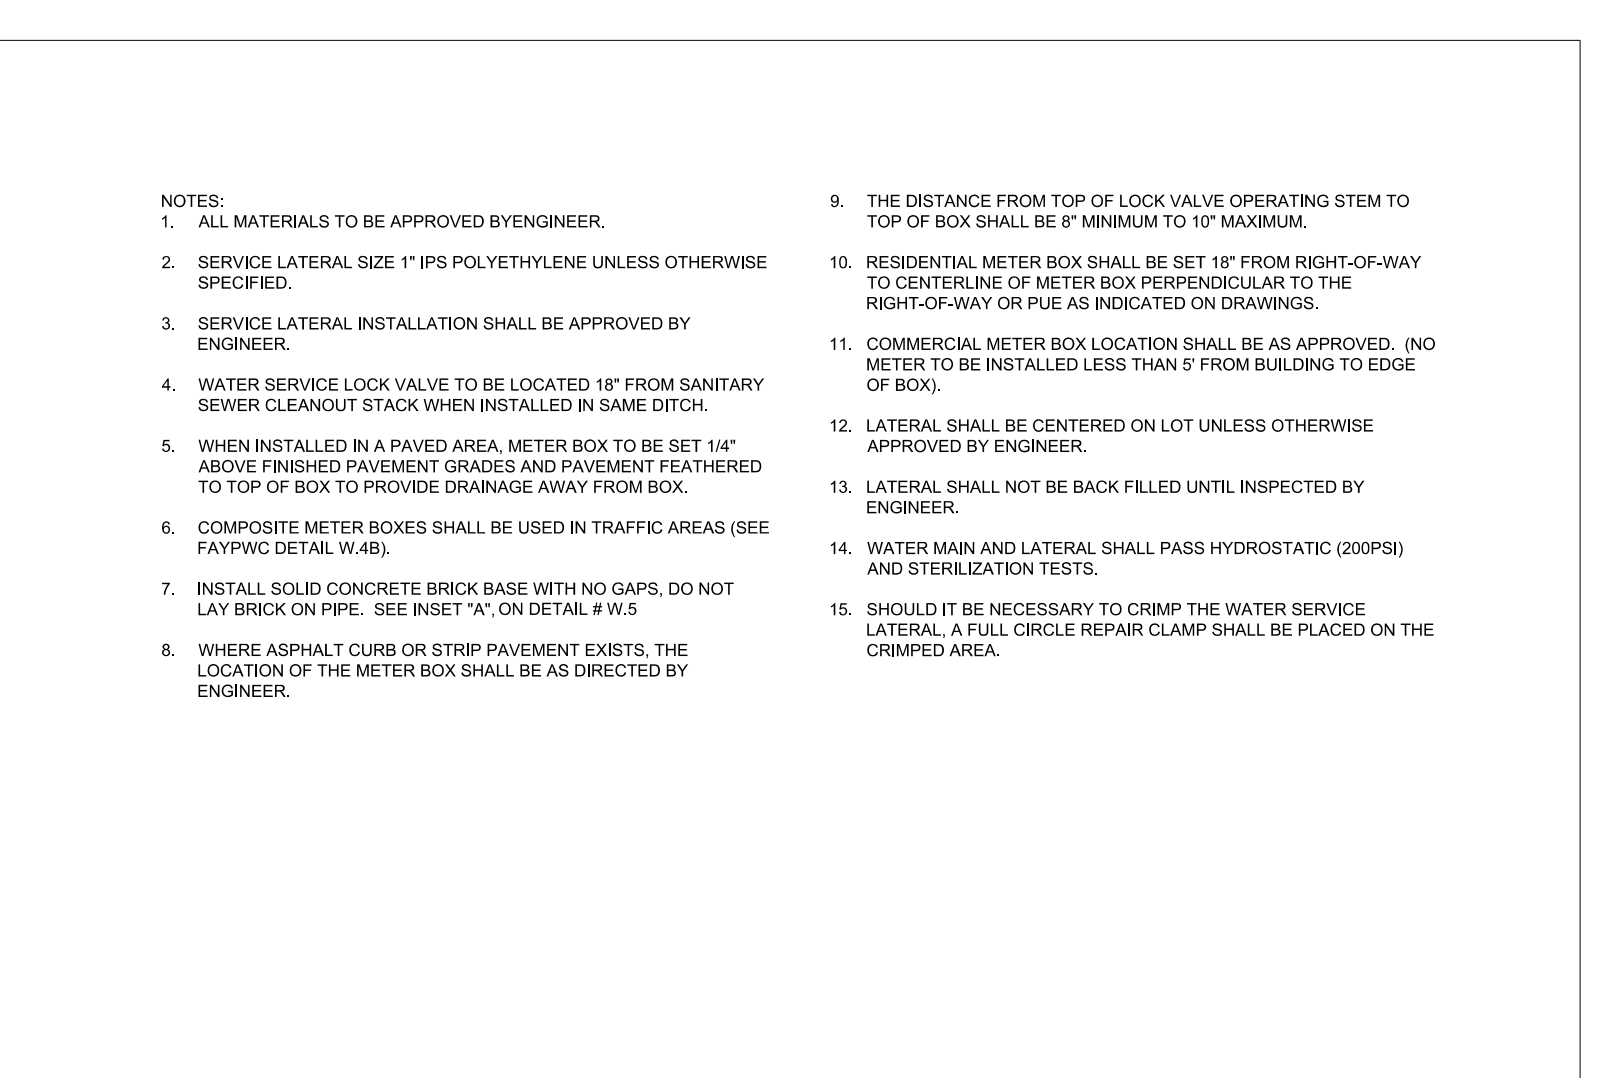 NOTES:
1. ALL MATERIALS TO BE APPROVED BYENGINEER.
2. SERVICE LATERAL SIZE 1" IPS POLYETHYLENE UNLESS OTHERWISE
SPECIFIED.
3. SERVICE LATERAL INSTALLATION SHALL BE APPROVED BY
ENGINEER.
4. WATER SERVICE LOCK VALVE TO BE LOCATED 18" FROM SANITARY
SEWER CLEANOUT STACK WHEN INSTALLED IN SAME DITCH.
5. WHEN INSTALLED IN A PAVED AREA, METER BOX TO BE SET 1/4"
ABOVE FINISHED PAVEMENT GRADES AND PAVEMENT FEATHERED
TO TOP OF BOX TO PROVIDE DRAINAGE AWAY FROM BOX.
6. COMPOSITE METER BOXES SHALL BE USED IN TRAFFIC AREAS (SEE
FAYPWC DETAIL W.4B).
7. INSTALL SOLID CONCRETE BRICK BASE WITH NO GAPS, DO NOT
LAY BRICK ON PIPE. SEE INSET "A", ON DETAIL # W.5
8. WHERE ASPHALT CURB OR STRIP PAVEMENT EXISTS, THE
LOCATION OF THE METER BOX SHALL BE AS DIRECTED BY
ENGINEER.
9. THE DISTANCE FROM TOP OF LOCK VALVE OPERATING STEM TO
TOP OF BOX SHALL BE 8" MINIMUM TO 10" MAXIMUM.
10. RESIDENTIAL METER BOX SHALL BE SET 18" FROM RIGHT-OF-WAY
TO CENTERLINE OF METER BOX PERPENDICULAR TO THE
RIGHT-OF-WAY OR PUE AS INDICATED ON DRAWINGS.
11. COMMERCIAL METER BOX LOCATION SHALL BE AS APPROVED. (NO
METER TO BE INSTALLED LESS THAN 5' FROM BUILDING TO EDGE
OF BOX).
12. LATERAL SHALL BE CENTERED ON LOT UNLESS OTHERWISE
APPROVED BY ENGINEER.
13. LATERAL SHALL NOT BE BACK FILLED UNTIL INSPECTED BY
ENGINEER.
14. WATER MAIN AND LATERAL SHALL PASS HYDROSTATIC (200PSI)
AND STERILIZATION TESTS.
15. SHOULD IT BE NECESSARY TO CRIMP THE WATER SERVICE
LATERAL, A FULL CIRCLE REPAIR CLAMP SHALL BE PLACED ON THE
CRIMPED AREA.